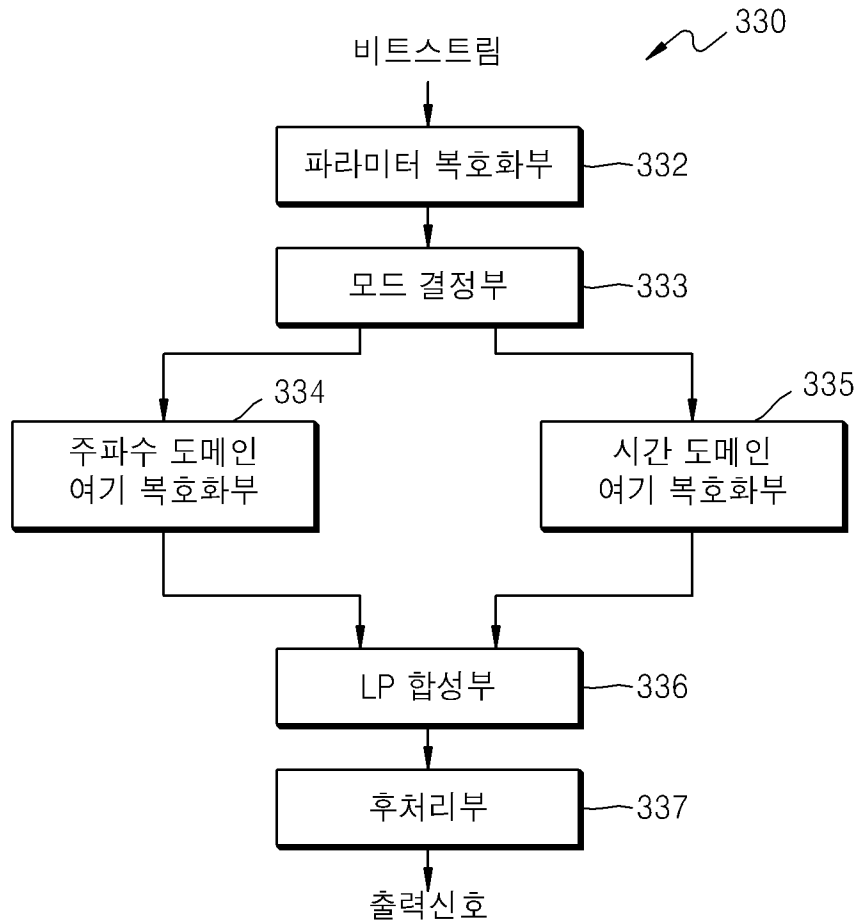 330
비트스트림
파라미터 복호화부
332
모드 결정부
333
334
335
주파수 도메인
여기 복호화부
시간 도메인
여기 복호화부
LP 합성부
336
후처리부
337
출력신호